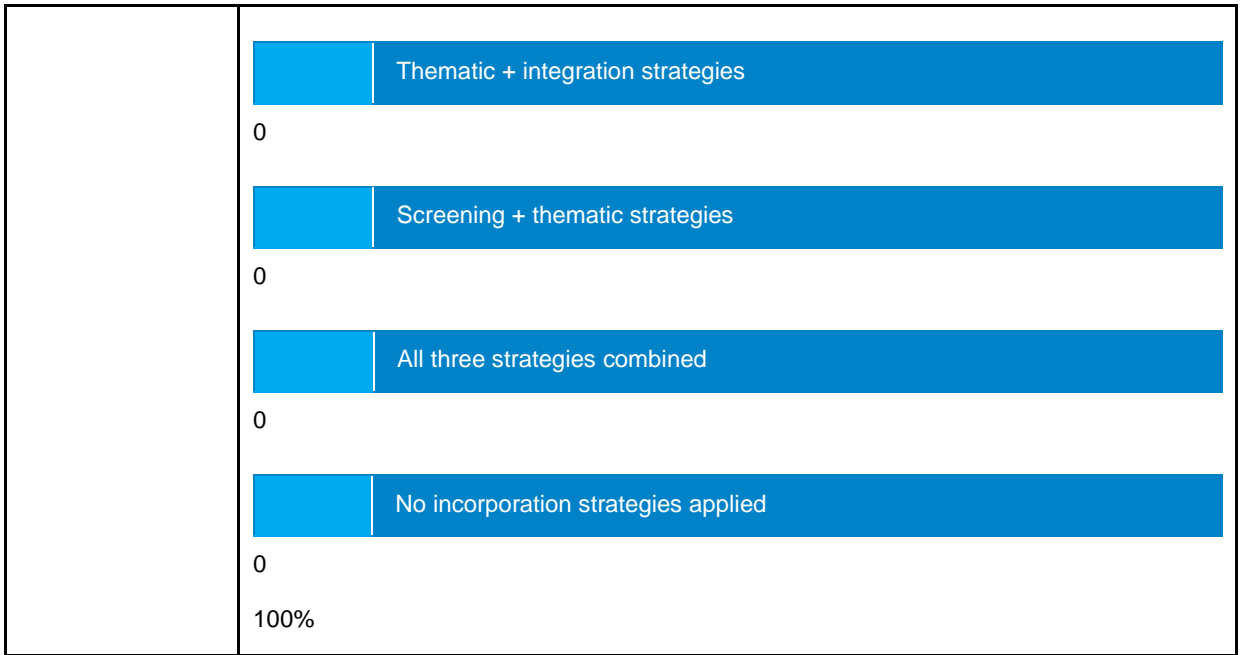 Thematic + integration strategies
0
Screening + thematic strategies
0
All three strategies combined
0
No incorporation strategies applied
0
100%